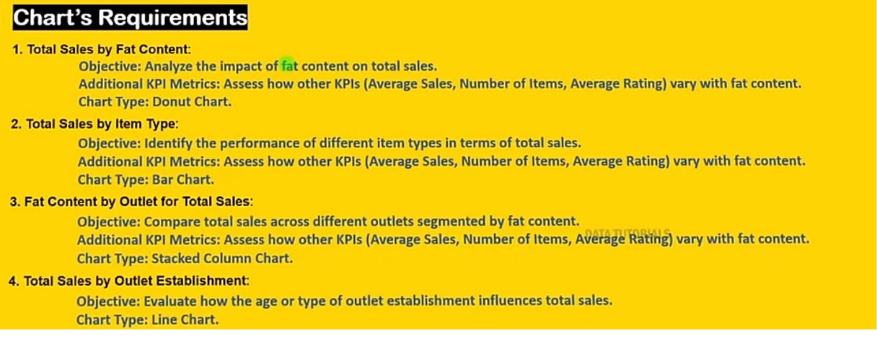 Chart's Requirements
1. Total Sales by Fat Content:
Objective: Analyze the impact of fat content on total sales.
Additional KPI Metrics: Assess how other KPIs (Average Sales, Number of Items, Average Rating) vary with fat content.
Chart Type: Donut Chart.
2. Total Sales by Item Type:
Objective: Identify the performance of different item types in terms of total sales.
Additional KPI Metrics: Assess how other KPIs (Average Sales, Number of Items, Average Rating) vary with fat content.
Chart Type: Bar Chart.
3. Fat Content by Outlet for Total Sales:
Objective: Compare total sales across different outlets segmented by fat content.
DATA TUTORIALS
Additional KPI Metrics: Assess how other KPIs (Average Sales, Number of Items, Average Rating) vary with fat content.
Chart Type: Stacked Column Chart.
4. Total Sales by Outlet Establishment:
Objective: Evaluate how the age or type of outlet establishment influences total sales.
Chart Type: Line Chart.